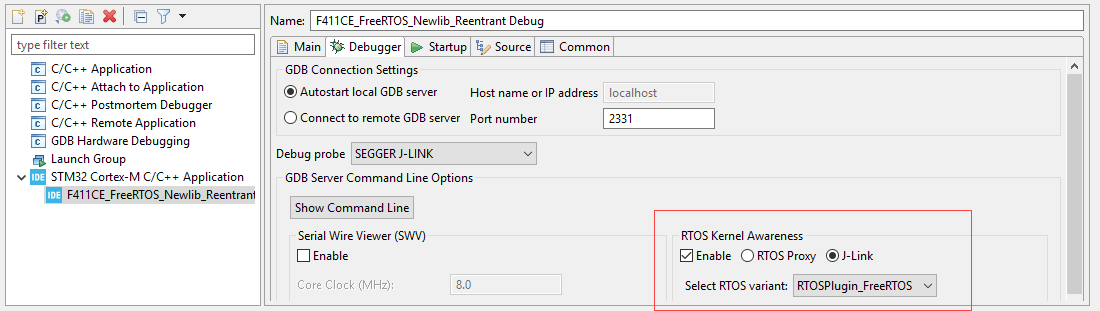 type filter text
C/C++ Application
C/C++ Attach to Application
C/C++ Postmortem Debugger
C/C++ Remote Application
GDB Hardware Debugging
Launch Group
STM32 Cortex-M C/C++ Application
F411CE_FreeRTOS_Newlib_Reentrant
Name: F411CE_FreeRTOS_Newlib_Reentrant Debug
Main Debugger Startup Source Common
GDB Connection Settings
Autostart local GDB server Host name or IP address localhost
Connect to remote GDB server Port number 2331
Debug probe SEGGER J-LINK
GDB Server Command Line Options
Show Command Line
Serial Wire Viewer (SWV)
Enable
Core Clock (MHz): 8.0
RTOS Kernel Awareness
Enable RTOS Proxy J-Link
Select RTOS variant: RTOSPlugin_FreeRTOS